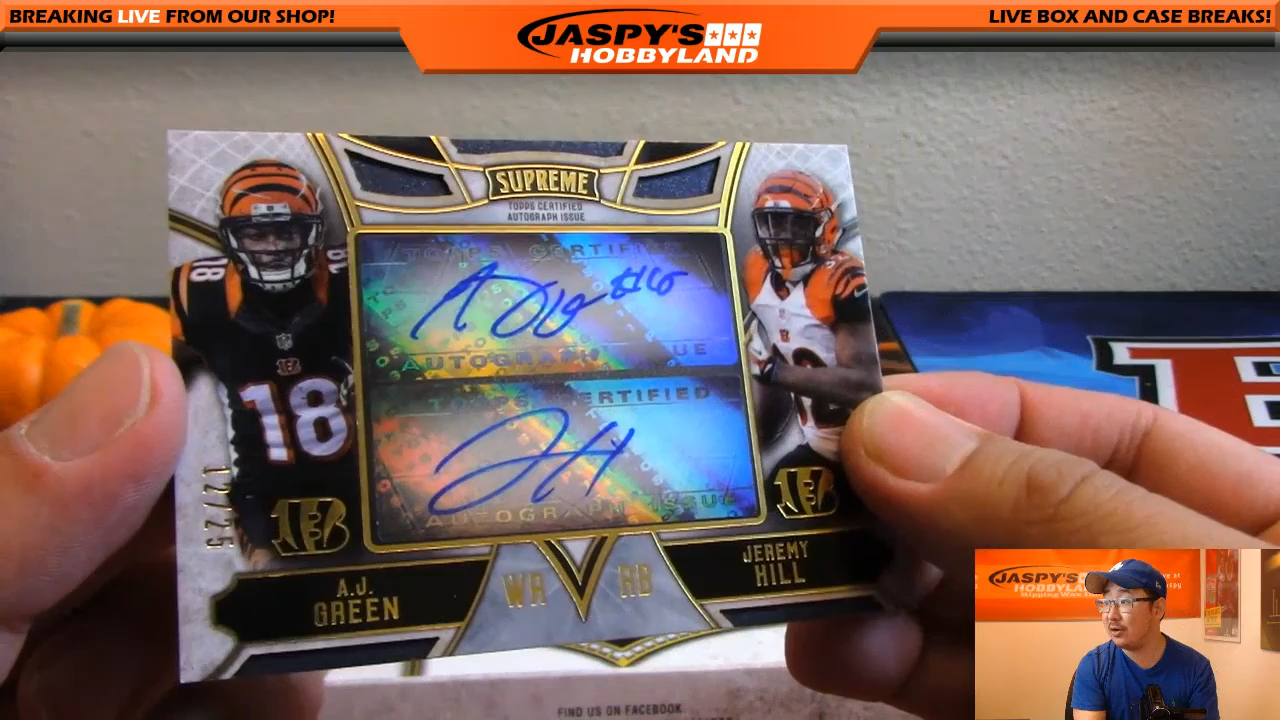 BREAKING LIVE FROM OUR SHOP!
JASPY'S
HOBBYLAND
LIVE BOX AND CASE BREAKS!
SUPREME
TOPPS CERTIFIED
AUTOGRAPH ISSUE
TOPPS CERTIFIED
AUTOGRAPH ISSUE
TOPPS CERTIFIED
AUTOGRAPH ISSUE
18
18
12/25
A.J.
GREEN
WR
RB
JEREMY
HILL
JASPY'S
HOBBYLAND
FIND US ON FACEBOOK